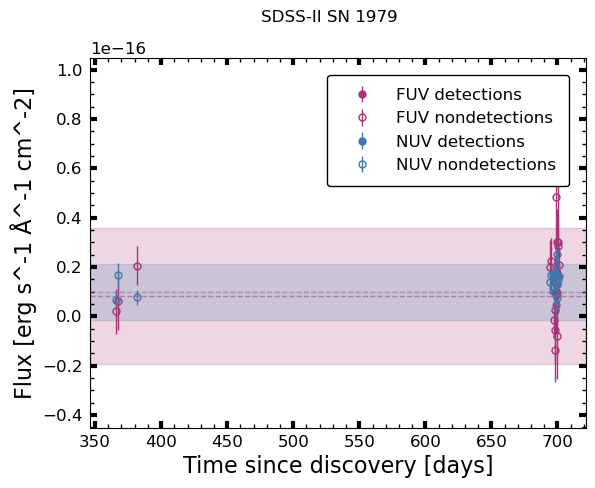 SDSS-II SN 1979
1e−16
1.0
0.8
0.6
0.4
0.2
0.0
−0.2
−0.4
Flux [erg s^-1 Å^-1 cm^-2]
FUV detections
FUV nondetections
NUV detections
NUV nondetections
350 400 450 500 550 600 650 700
Time since discovery [days]